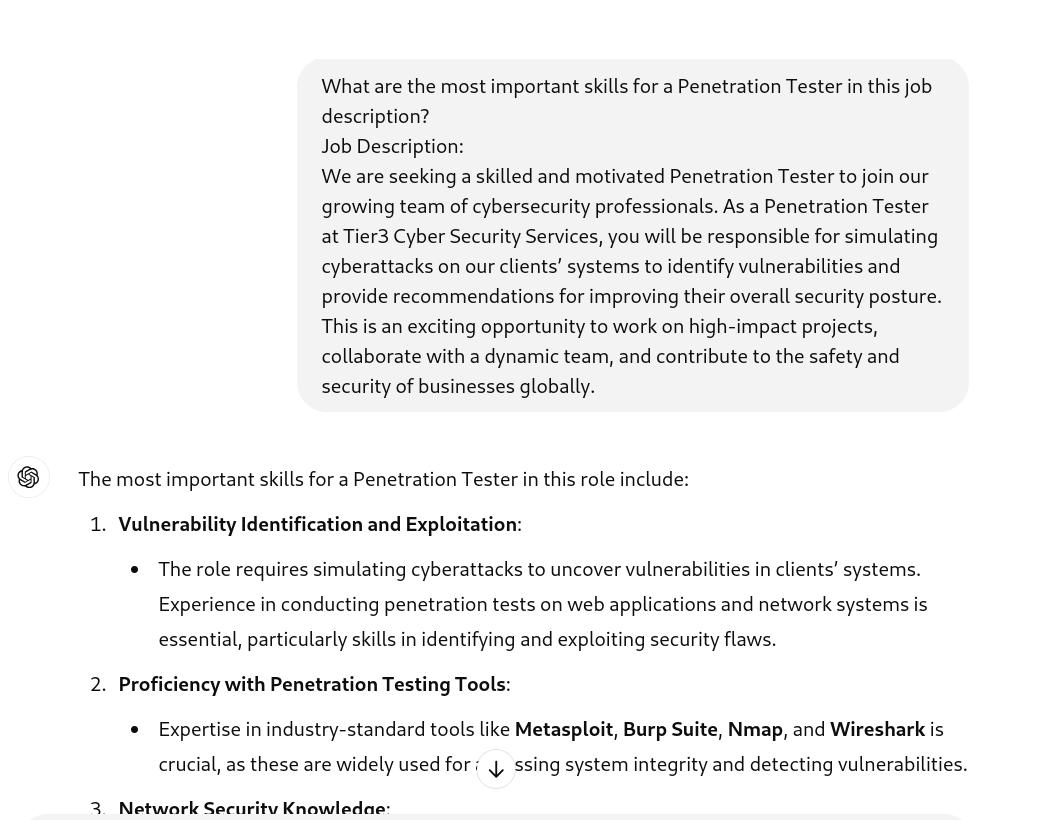 What are the most important skills for a Penetration Tester in this job
description?
Job Description:
We are seeking a skilled and motivated Penetration Tester to join our
growing team of cybersecurity professionals. As a Penetration Tester
at Tier3 Cyber Security Services, you will be responsible for simulating
cyberattacks on our clients’ systems to identify vulnerabilities and
provide recommendations for improving their overall security posture.
This is an exciting opportunity to work on high-impact projects,
collaborate with a dynamic team, and contribute to the safety and
security of businesses globally.
The most important skills for a Penetration Tester in this role include:
1. Vulnerability Identification and Exploitation:
• The role requires simulating cyberattacks to uncover vulnerabilities in clients’ systems.
Experience in conducting penetration tests on web applications and network systems is
essential, particularly skills in identifying and exploiting security flaws.
2. Proficiency with Penetration Testing Tools:
• Expertise in industry-standard tools like Metasploit, Burp Suite, Nmap, and Wireshark is
crucial, as these are widely used for system integrity and detecting vulnerabilities.
3. Network Security Knowledge: